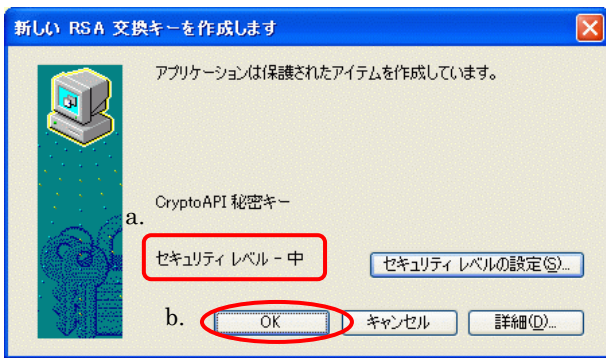 新しい RSA 交換キーを作成します
アプリケーションは保護されたアイテムを作成しています。
CryptoAPI 秘密キー
a.
セキュリティ レベル - 中
セキュリティ レベルの設定(S)...
b.
OK
キャンセル
詳細(D)...